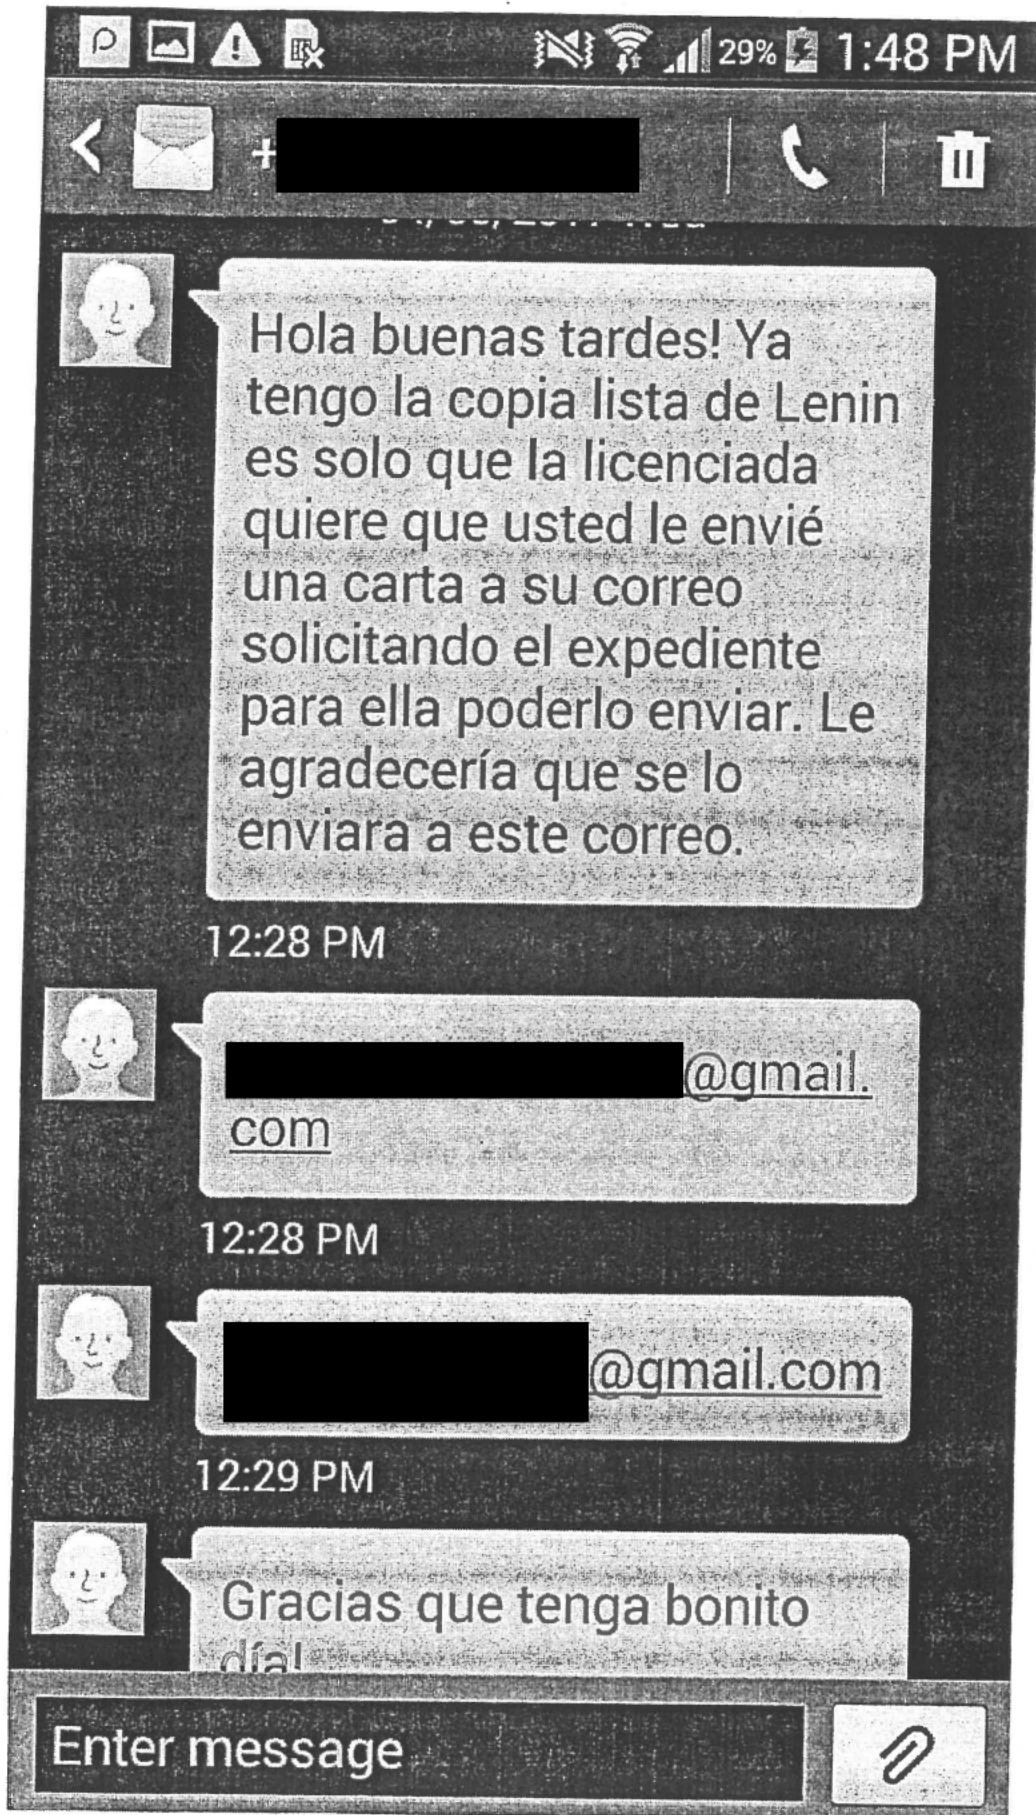 29% 1:48 PM
+
Hola buenas tardes! Ya
tengo la copia lista de Lenin
es solo que la licenciada
quiere que usted le envié
una carta a su correo
solicitando el expediente
para ella poderlo enviar. Le
agradecería que se lo
enviara a este correo.
12:28 PM
@gmail.
com
12:28 PM
@gmail.com
12:29 PM
Gracias que tenga bonito
día!
Enter message